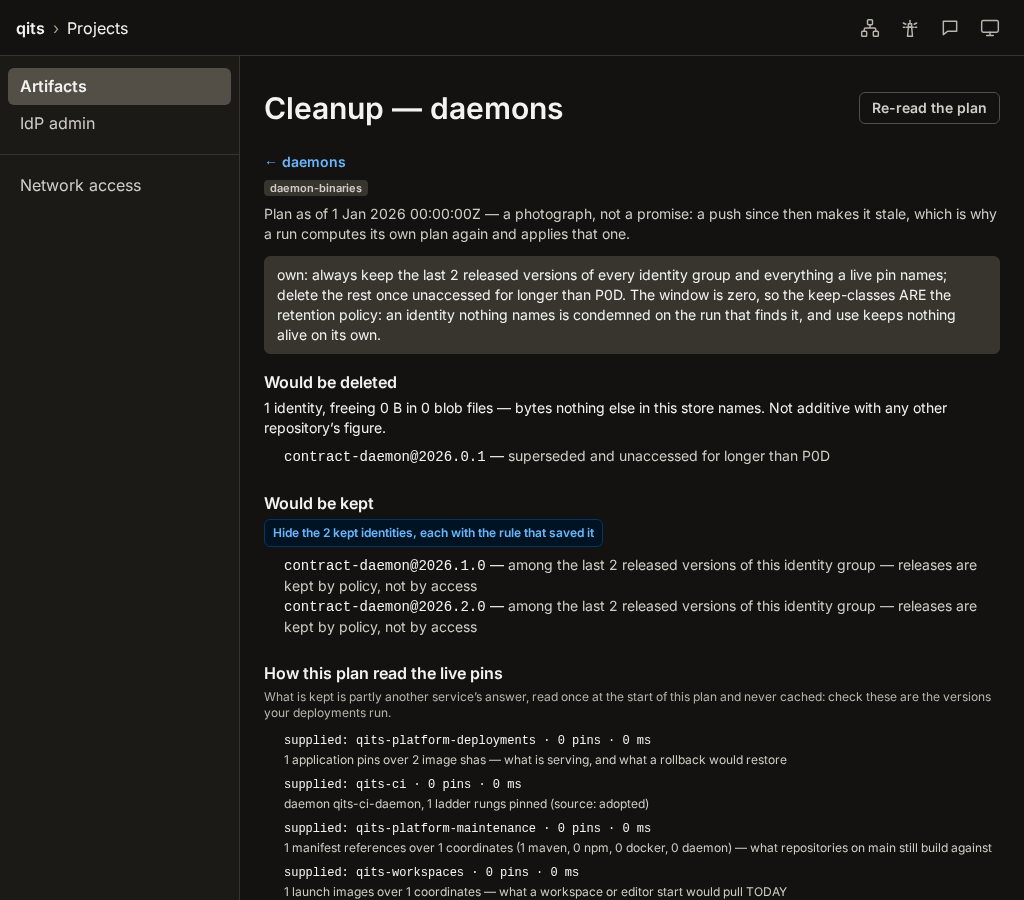 qits › Projects
Artifacts
IdP admin
Network access
Cleanup — daemons
Re-read the plan
← daemons
daemon-binaries
Plan as of 1 Jan 2026 00:00:00Z — a photograph, not a promise: a push since then makes it stale, which is why
a run computes its own plan again and applies that one.
own: always keep the last 2 released versions of every identity group and everything a live pin names;
delete the rest once unaccessed for longer than P0D. The window is zero, so the keep-classes ARE the
retention policy: an identity nothing names is condemned on the run that finds it, and use keeps nothing
alive on its own.
Would be deleted
1 identity, freeing 0 B in 0 blob files — bytes nothing else in this store names. Not additive with any other
repository’s figure.
contract-daemon@2026.0.1 — superseded and unaccessed for longer than P0D
Would be kept
Hide the 2 kept identities, each with the rule that saved it
contract-daemon@2026.1.0 — among the last 2 released versions of this identity group — releases are
kept by policy, not by access
contract-daemon@2026.2.0 — among the last 2 released versions of this identity group — releases are
kept by policy, not by access
How this plan read the live pins
What is kept is partly another service’s answer, read once at the start of this plan and never cached: check these are the versions
your deployments run.
supplied: qits-platform-deployments · 0 pins · 0 ms
1 application pins over 2 image shas — what is serving, and what a rollback would restore
supplied: qits-ci · 0 pins · 0 ms
daemon qits-ci-daemon, 1 ladder rungs pinned (source: adopted)
supplied: qits-platform-maintenance · 0 pins · 0 ms
1 manifest references over 1 coordinates (1 maven, 0 npm, 0 docker, 0 daemon) — what repositories on main still build against
supplied: qits-workspaces · 0 pins · 0 ms
1 launch images over 1 coordinates — what a workspace or editor start would pull TODAY